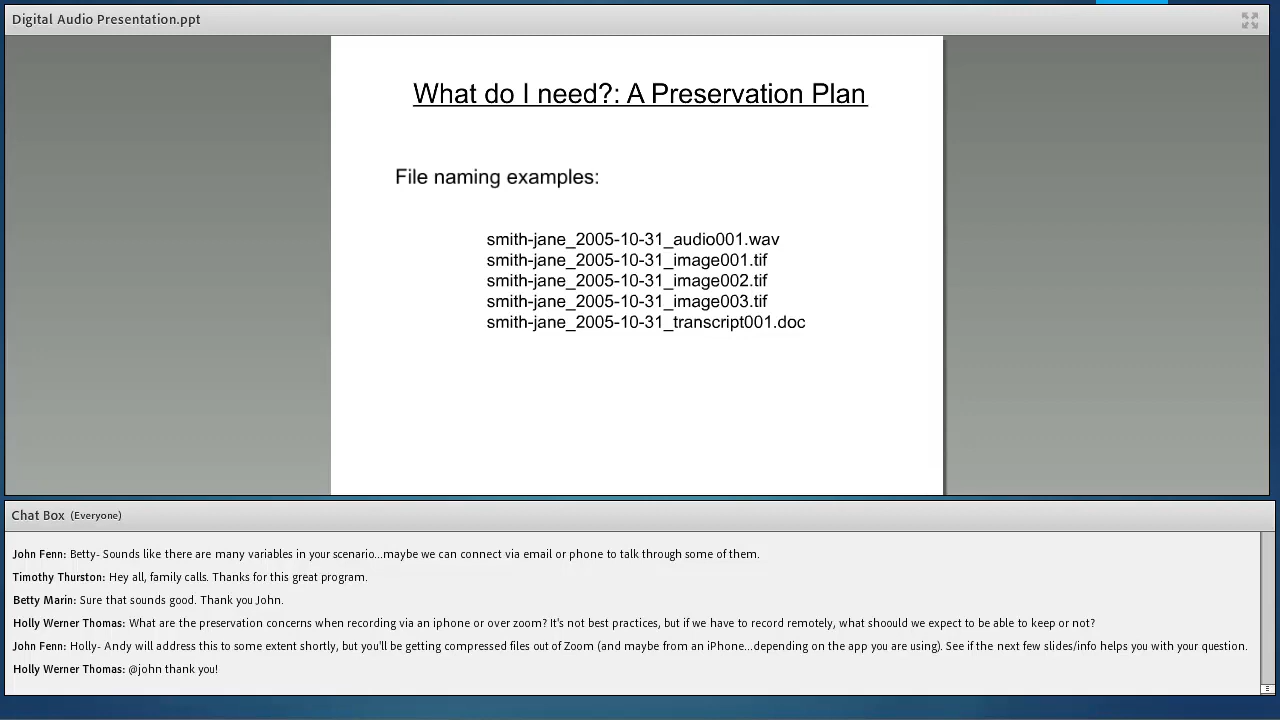 Digital Audio Presentation.ppt
What do I need?: A Preservation Plan
File naming examples:
smith-jane_2005-10-31_audio001.wav
smith-jane_2005-10-31_image001.tif
smith-jane_2005-10-31_image002.tif
smith-jane_2005-10-31_image003.tif
smith-jane_2005-10-31_transcript001.doc
Chat Box (Everyone)
John Fenn: Betty- Sounds like there are many variables in your scenario...maybe we can connect via email or phone to talk through some of them.
Timothy Thurston: Hey all, family calls. Thanks for this great program.
Betty Marin: Sure that sounds good. Thank you John.
Holly Werner Thomas: What are the preservation concerns when recording via an iphone or over zoom? It's not best practices, but if we have to record remotely, what shoould we expect to be able to keep or not?
John Fenn: Holly- Andy will address this to some extent shortly, but you'll be getting compressed files out of Zoom (and maybe from an iPhone...depending on the app you are using). See if the next few slides/info helps you with your question.
Holly Werner Thomas: @john thank you!